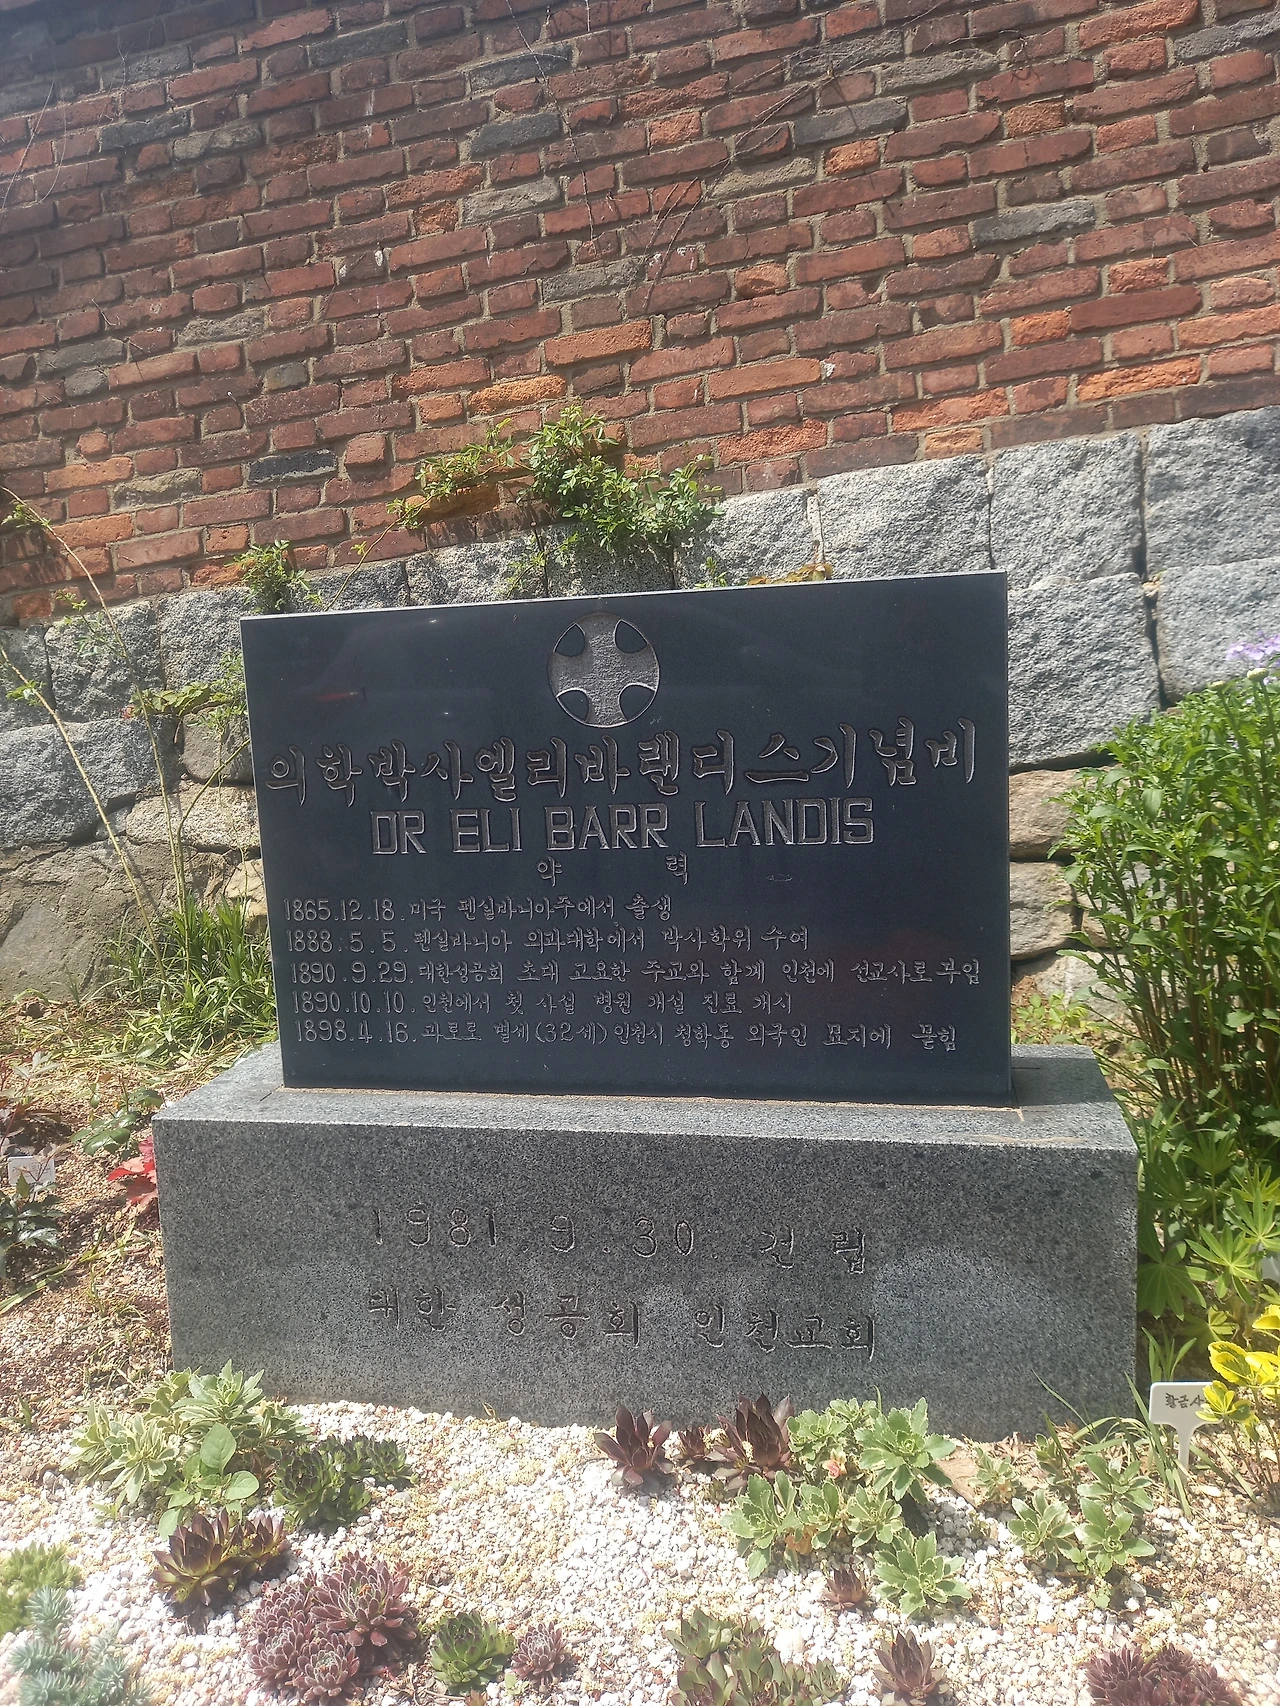 의학박사엘리바랜디스기념비
DR ELI BARR LANDIS
약 력
1865.12.18. 미국 펜실바니아주에서 출생
1888.5.5. 펜실바니아 의과대학에서 박사학위 수여
1890.9.29. 대한성공회 초대 고요한 주교와 함께 인천에 선교사로 부임
1890.10.10. 인천에서 첫 사설 병원 개설 진료 개시
1898.4.16. 과로로 별세(32세) 인천시 청학동 외국인 묘지에 묻힘
1981.9.30. 건립
대한 성공회 인천교회